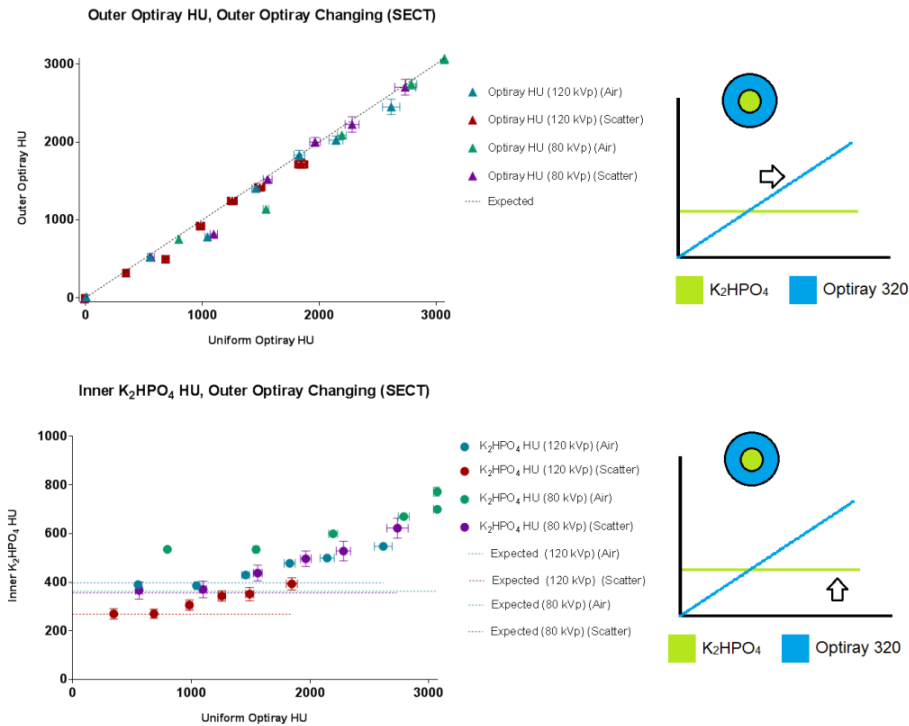 Outer Optiray HU, Outer Optiray Changing (SECT)
3000
2000
1000
0
Outer Optiray HU
0
1000
2000
3000
Uniform Optiray HU
Optiray HU (120 kVp) (Air)
Optiray HU (120 kVp) (Scatter)
Optiray HU (80 kVp) (Air)
Optiray HU (80 kVp) (Scatter)
Expected
K₂HPO₄
Optiray 320
Inner K₂HPO₄ HU, Outer Optiray Changing (SECT)
1000
800
600
400
200
0
Inner K₂HPO₄ HU
0
1000
2000
3000
Uniform Optiray HU
K₂HPO₄ HU (120 kVp) (Air)
K₂HPO₄ HU (120 kVp) (Scatter)
K₂HPO₄ HU (80 kVp) (Air)
K₂HPO₄ HU (80 kVp) (Scatter)
Expected (120 kVp) (Air)
Expected (120 kVp) (Scatter)
Expected (80 kVp) (Air)
Expected (80 kVp) (Scatter)
K₂HPO₄
Optiray 320